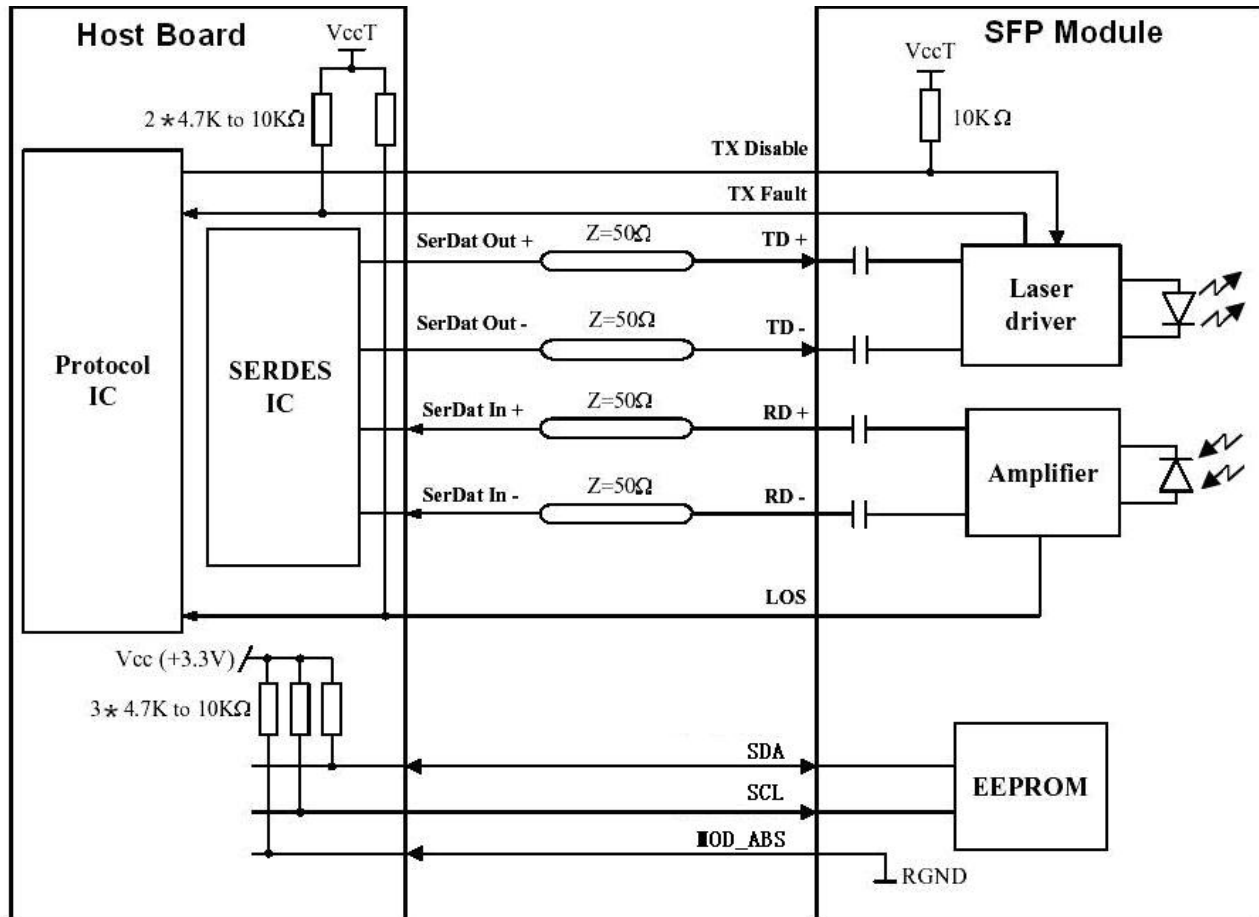 Host Board
SFP Module
VccT
VccT
2*4.7K to 10KΩ
10KΩ
TX Disable
TX Fault
SerDat Out +
Z=50Ω
TD +
Laser
driver
SerDat Out -
Z=50Ω
TD -
Protocol
IC
SERDES
IC
SerDat In +
Z=50Ω
RD +
Amplifier
SerDat In -
Z=50Ω
RD -
LOS
Vcc (+3.3V)
3*4.7K to 10KΩ
SDA
SCL
EEPROM
MOD_ABS
RGND